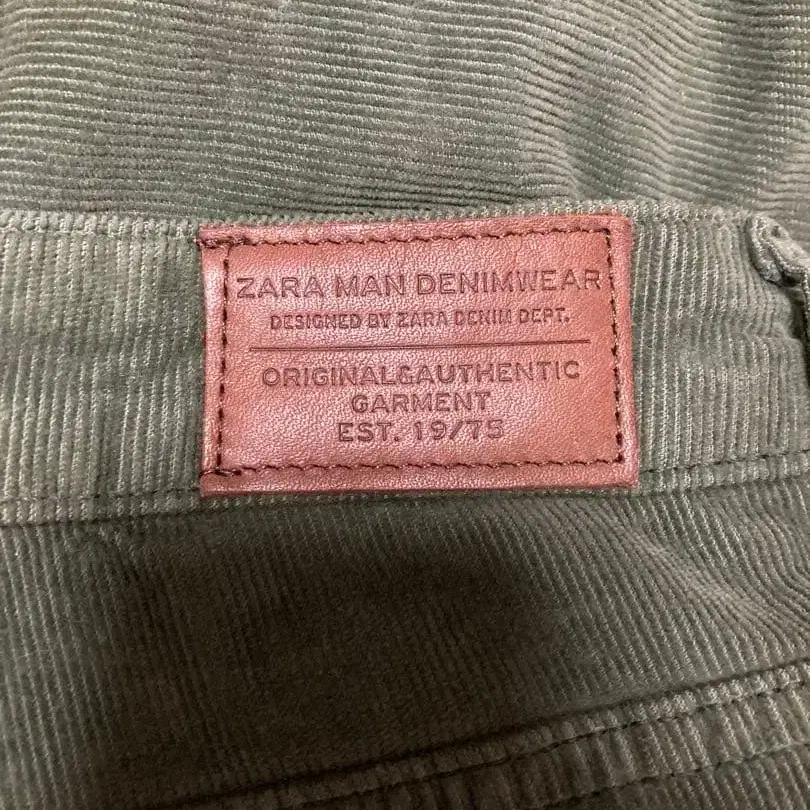 ZARA MAN DENIMWEAR
DESIGNED BY ZARA DENIM DEPT.
ORIGINAL&AUTHENTIC
GARMENT
EST. 19/75